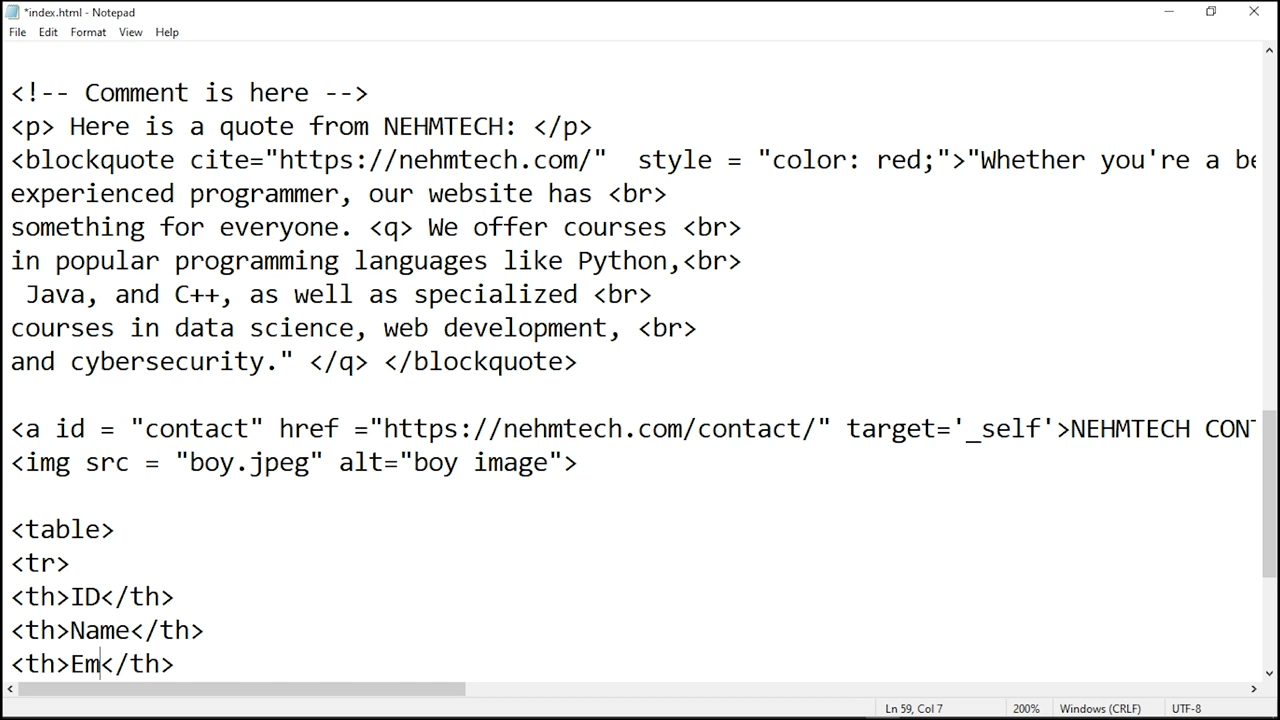 *index.html - Notepad
File Edit Format View Help
<!-- Comment is here -->
<p> Here is a quote from NEHMTECH: </p>
<blockquote cite="https://nehmtech.com/"  style = "color: red;">"Whether you're a be
experienced programmer, our website has <br>
something for everyone. <q> We offer courses <br>
in popular programming languages like Python,<br>
 Java, and C++, as well as specialized <br>
courses in data science, web development, <br>
and cybersecurity." </q> </blockquote>
<a id = "contact" href ="https://nehmtech.com/contact/" target='_self'>NEHMTECH CONT
<img src = "boy.jpeg" alt="boy image">
<table>
<tr>
<th>ID</th>
<th>Name</th>
<th>Em</th>
Ln 59, Col 7 200% Windows (CRLF) UTF-8